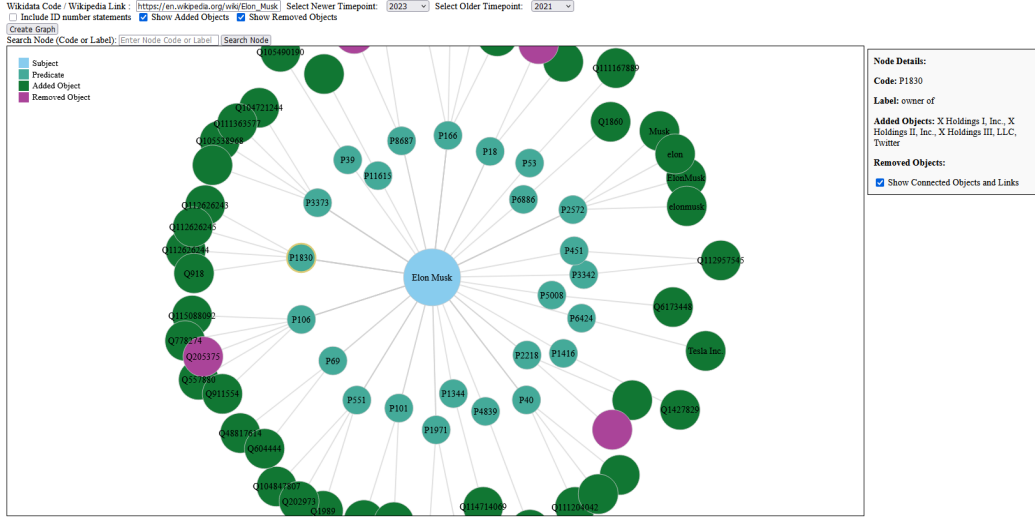 Wikidata Code / Wikipedia Link : https://en.wikipedia.org/wiki/Elon_Musk Select Newer Timepoint: 2023 Select Older Timepoint: 2021
Include ID number statements Show Added Objects Show Removed Objects
Create Graph
Search Node (Code or Label): Enter Node Code or Label Search Node
Subject
Predicate
Added Object
Removed Object
Q105490190
Q111167889
Q104721244
Q111363577
Q105538968
Q1860
Musk
elon
ElonMusk
elonmusk
P8687
P166
P18
P39
P11615
P53
P3373
P6886
P2572
Q112626243
Q112626245
Q112626244
Q918
P1830
Elon Musk
P451
P3342
Q112957545
P5008
Q6173448
P106
P6424
Q115088092
Q778274
Q205375
Q557880
Q911554
Tesla Inc.
P69
P2218
P1416
P551
P101
P1344
P4839
P40
Q1427829
P1971
Q48817614
Q604444
Q104847807
Q202973
Q1989
Q114714069
Q111204042
Node Details:
Code: P1830
Label: owner of
Added Objects: X Holdings I, Inc., X
Holdings II, Inc., X Holdings III, LLC,
Twitter
Removed Objects:
Show Connected Objects and Links